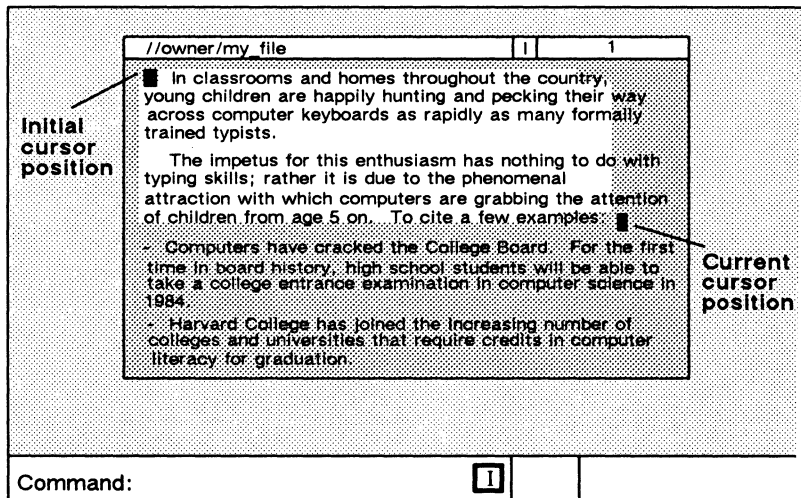 //owner/my_file I 1
In classrooms and homes throughout the country,
young children are happily hunting and pecking their way
across computer keyboards as rapidly as many formally
trained typists.
Initial
cursor
position
The impetus for this enthusiasm has nothing to do with
typing skills; rather it is due to the phenomenal
attraction with which computers are grabbing the attention
of children from age 5 on. To cite a few examples:
- Computers have cracked the College Board. For the first
time in board history, high school students will be able to
take a college entrance examination in computer science in
1984.
Current
cursor
position
- Harvard College has joined the increasing number of
colleges and universities that require credits in computer
literacy for graduation.
Command: I